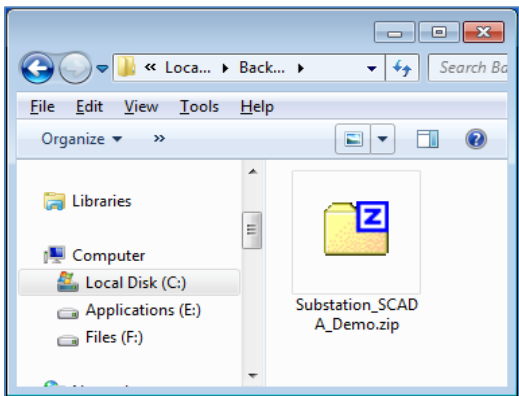 « Loca... ▸ Back... ▸
Search Ba
File Edit View Tools Help
Organize »
Libraries
Computer
Local Disk (C:)
Applications (E:)
Files (F:)
Z
Substation_SCAD
A_Demo.zip